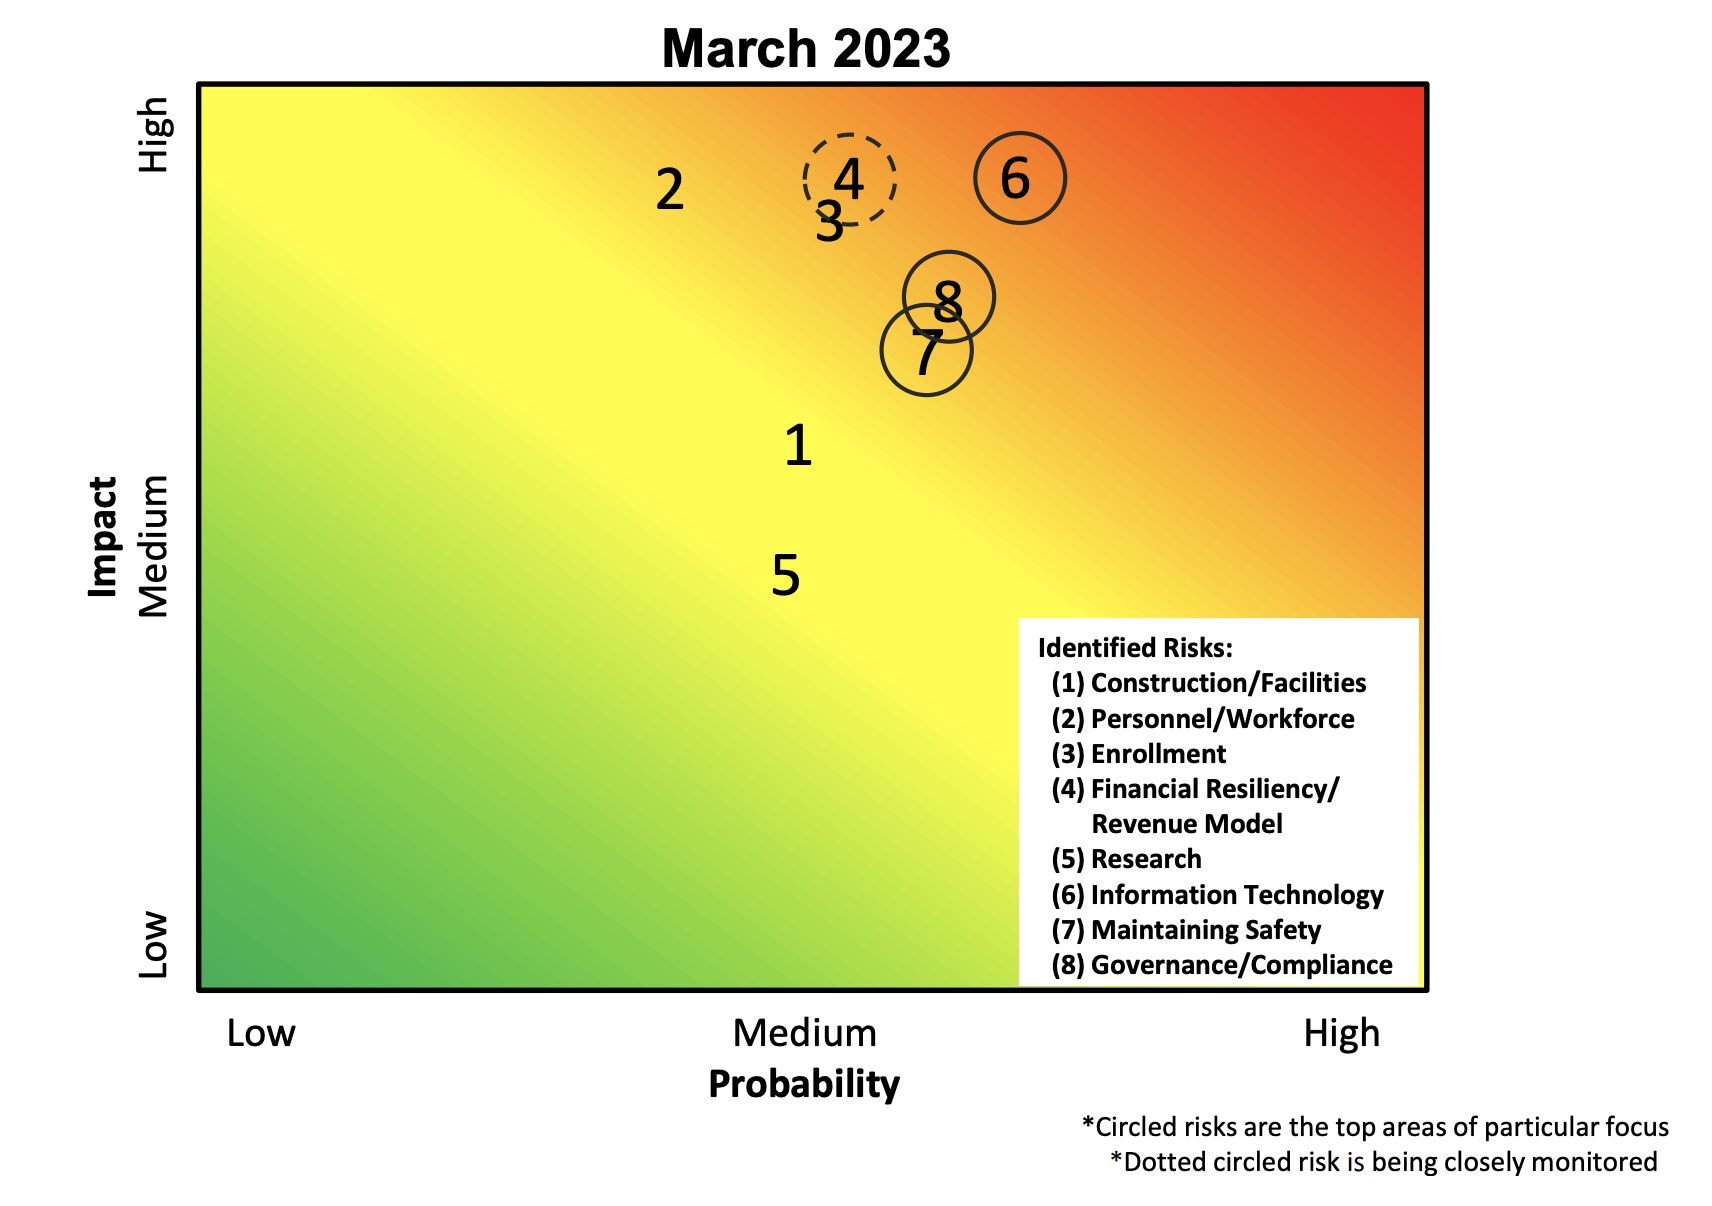 March 2023
High
Medium
Low
Impact
2
4
3
6
8
7
1
5
Identified Risks:
(1) Construction/Facilities
(2) Personnel/Workforce
(3) Enrollment
(4) Financial Resiliency/
Revenue Model
(5) Research
(6) Information Technology
(7) Maintaining Safety
(8) Governance/Compliance
Low
Medium
High
Probability
*Circled risks are the top areas of particular focus
*Dotted circled risk is being closely monitored